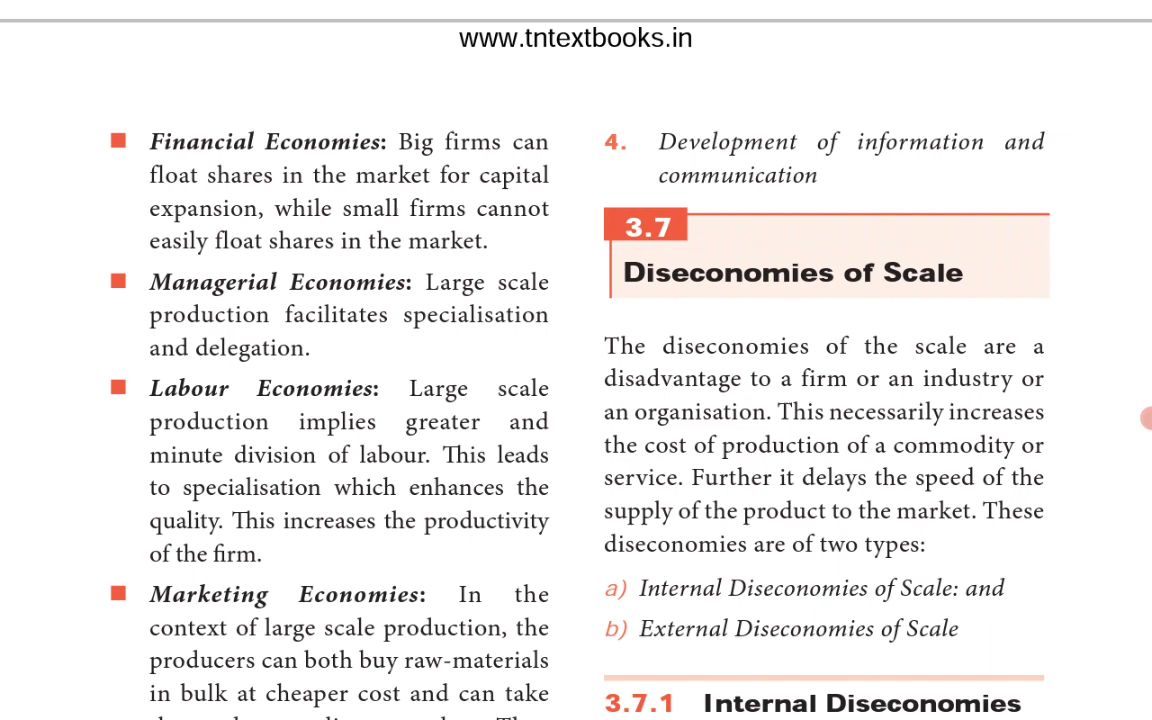 www.tntextbooks.in
Financial Economies: Big firms can
float shares in the market for capital
expansion, while small firms cannot
easily float shares in the market.
Managerial Economies: Large scale
production facilitates specialisation
and delegation.
Labour Economies: Large scale
production implies greater and
minute division of labour. This leads
to specialisation which enhances the
quality. This increases the productivity
of the firm.
Marketing Economies: In the
context of large scale production, the
producers can both buy raw-materials
in bulk at cheaper cost and can take
4. Development of information and
communication
3.7
Diseconomies of Scale
The diseconomies of the scale are a
disadvantage to a firm or an industry or
an organisation. This necessarily increases
the cost of production of a commodity or
service. Further it delays the speed of the
supply of the product to the market. These
diseconomies are of two types:
a) Internal Diseconomies of Scale: and
b) External Diseconomies of Scale
3.7.1 Internal Diseconomies